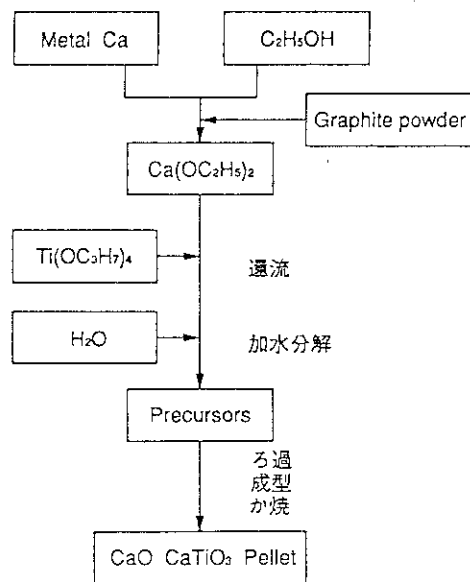 Metal Ca
C₂H₅OH
Graphite powder
Ca(OC₂H₅)₂
Ti(OC₃H₇)₄
還流
H₂O
加水分解
Precursors
ろ過
成型
か焼
CaO CaTiO₃ Pellet